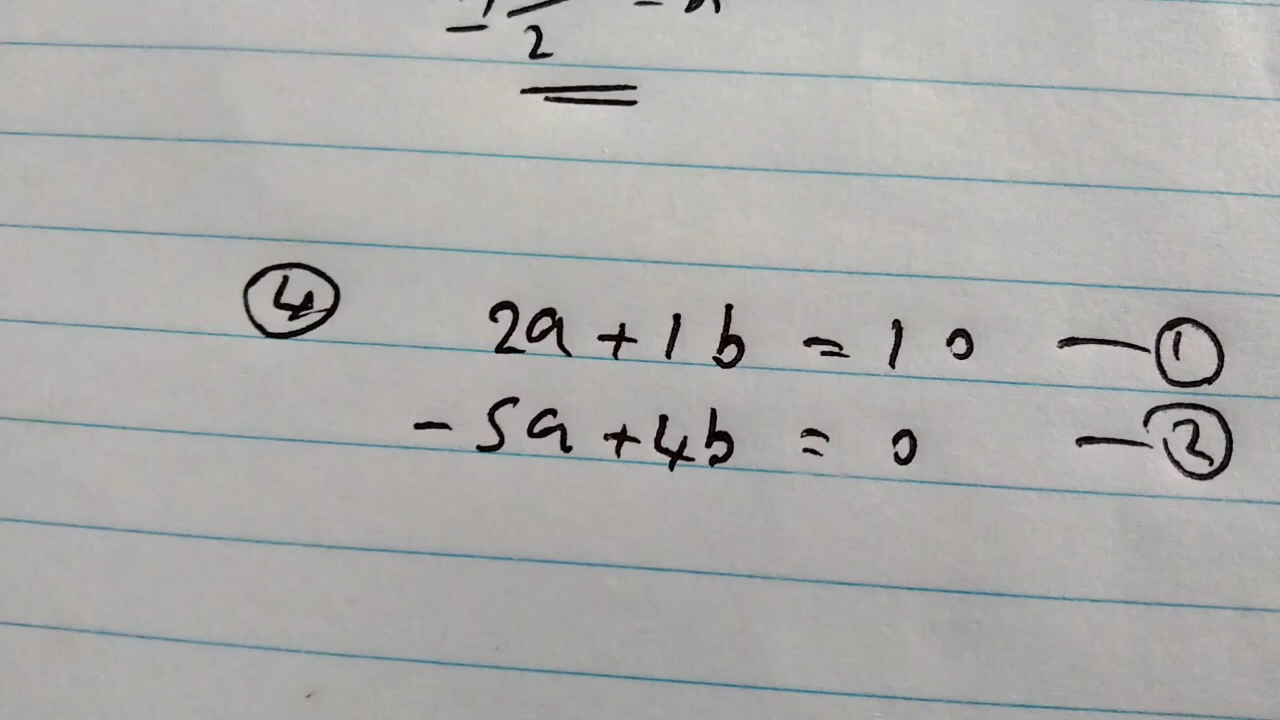 2
④ 2a + 1b = 10 — ①
- 5a + 4b = 0 — ②